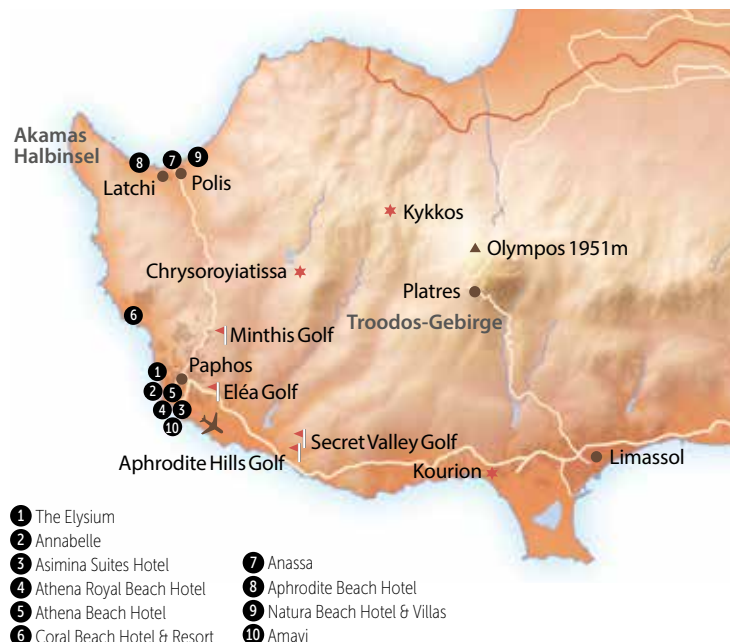 Akamas
Halbinsel
8
7
9
Latchi
Polis
Kykkos
Olympos 1951m
Chrysoroyiatissa
Platres
6
Troodos-Gebirge
Minthis Golf
Paphos
1
2
5
Eléa Golf
4
3
10
Secret Valley Golf
Aphrodite Hills Golf
Kourion
Limassol
1 The Elysium
2 Annabelle
3 Asimina Suites Hotel
4 Athena Royal Beach Hotel
5 Athena Beach Hotel
6 Coral Beach Hotel & Resort
7 Anassa
8 Aphrodite Beach Hotel
9 Natura Beach Hotel & Villas
10 Amavi